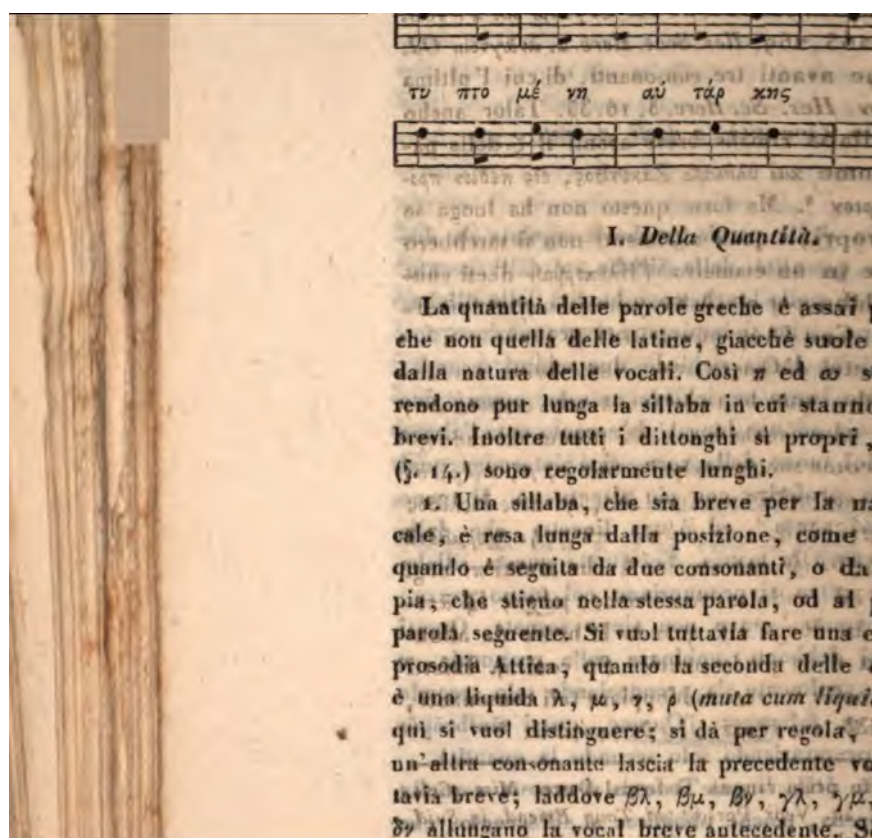 τυ πτο μέ νη αὐ τάρ κης
I. Della Quantità.
La quantità delle parole greche è assai
che non quella delle latine, giacchè suole
dalla natura delle vocali. Così η ed ω
rendono pur lunga la sillaba in cui stanno
brevi. Inoltre tutti i dittonghi sì propri,
(§. 14.) sono regolarmente lunghi.
1. Una sillaba, che sia breve per la
cale, è resa lunga dalla posizione, come
quando è seguita da due consonanti, o da
pia, che stieno nella stessa parola, od al
parola seguente. Si vuol tuttavia fare una
prosodia Attica, quando la seconda delle
è una liquida λ, μ, ν, ρ (muta cum
qui si vuol distinguere; si dà per regola,
un'altra consonante lascia la precedente
tavia breve; laddove βλ, βμ, βν, γλ, γμ,
δν allungano la vocal breve antecedente.